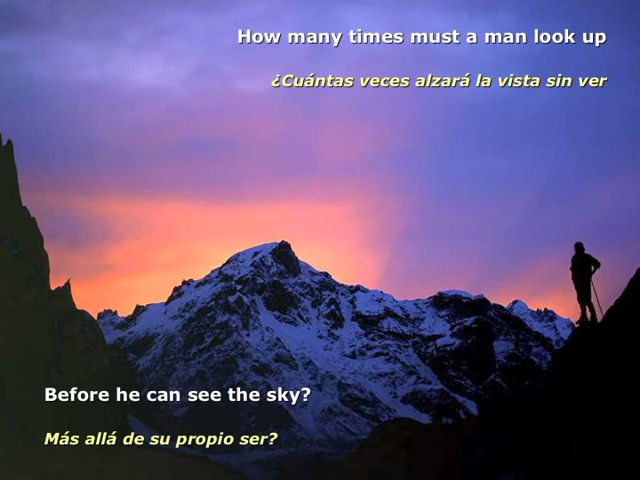 How many times must a man look up
¿Cuántas veces alzará la vista sin ver
Before he can see the sky?
Más allá de su propio ser?